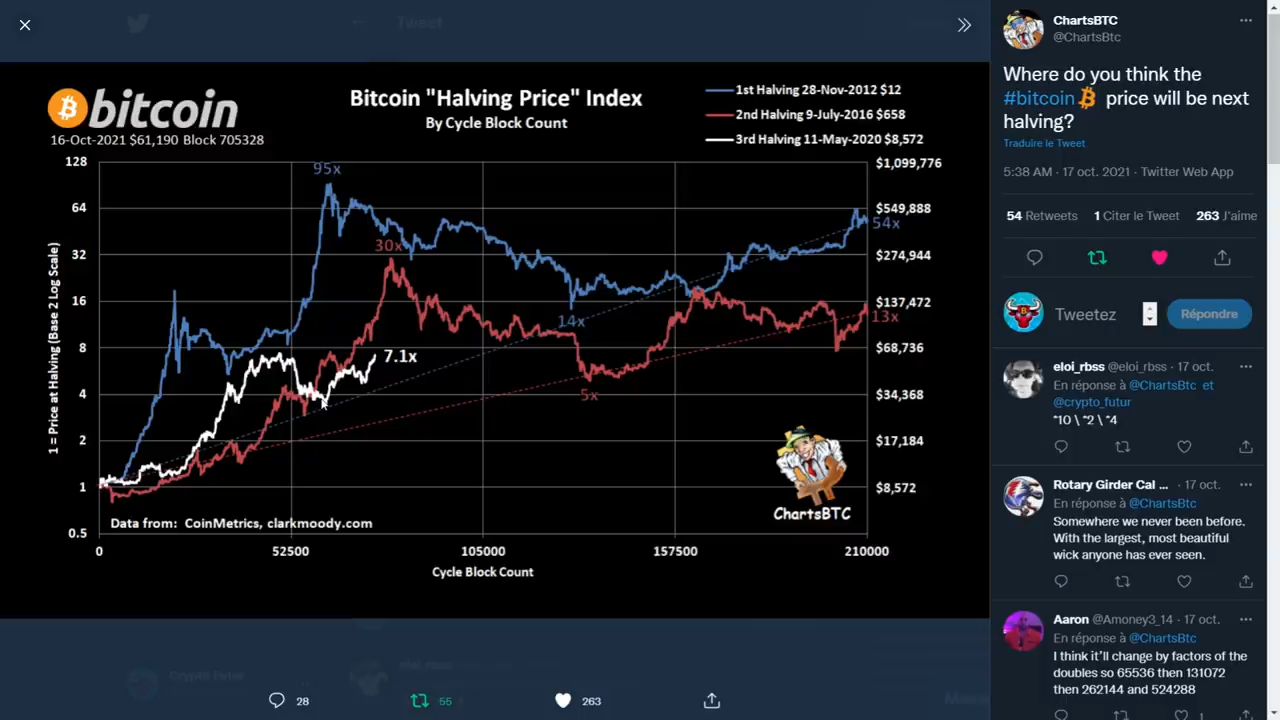 Tweet
bitcoin
16-Oct-2021 $61,190 Block 705328
Bitcoin "Halving Price" Index
By Cycle Block Count
1st Halving 28-Nov-2012 $12
2nd Halving 9-July-2016 $658
3rd Halving 11-May-2020 $8,572
1 = Price at Halving (Base 2 Log Scale)
128
64
32
16
8
4
2
1
0.5
95x
30x
14x
7.1x
5x
54x
13x
$1,099,776
$549,888
$274,944
$137,472
$68,736
$34,368
$17,184
$8,572
ChartsBTC
Data from: CoinMetrics, clarkmoody.com
0 52500 105000 157500 210000
Cycle Block Count
28 55 263
ChartsBTC
@ChartsBtc
Where do you think the
#bitcoin price will be next
halving?
Traduire le Tweet
5:38 AM · 17 oct. 2021 · Twitter Web App
54 Retweets 1 Citer le Tweet 263 J'aime
Tweetez
Répondre
eloi_rbss @eloi_rbss · 17 oct.
En réponse à @ChartsBtc et
@crypto_futur
*10 \ *2 \ *4
Rotary Girder Cal ... · 17 oct.
En réponse à @ChartsBtc
Somewhere we never been before.
With the largest, most beautiful
wick anyone has ever seen.
Aaron @Amoney3_14 · 17 oct.
En réponse à @ChartsBtc
I think it'll change by factors of the
doubles so 65536 then 131072
then 262144 and 524288
1